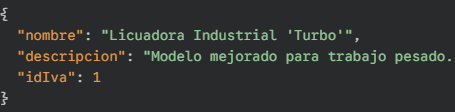 {
  "nombre": "Licuadora Industrial 'Turbo'",
  "descripcion": "Modelo mejorado para trabajo pesado.
  "idIva": 1
}